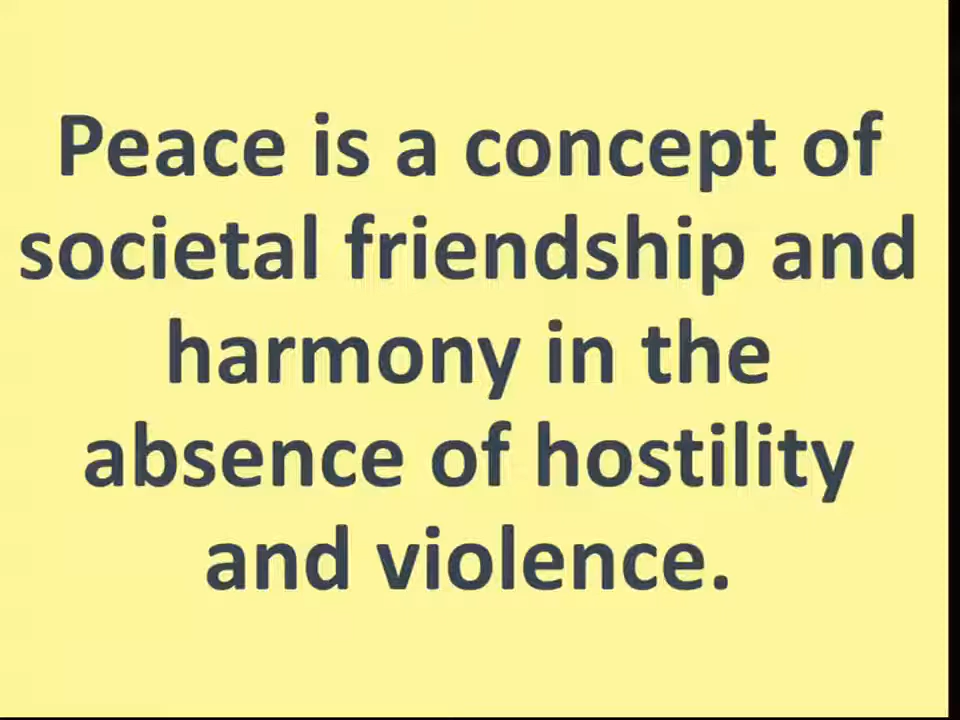 Peace is a concept of
societal friendship and
harmony in the
absence of hostility
and violence.